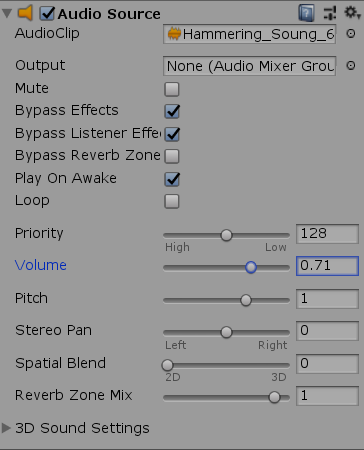 Audio Source
AudioClip Hammering_Soung_6
Output None (Audio Mixer Grou
Mute
Bypass Effects
Bypass Listener Effe
Bypass Reverb Zone
Play On Awake
Loop
Priority 128
High Low
Volume 0.71
Pitch 1
Stereo Pan 0
Left Right
Spatial Blend 0
2D 3D
Reverb Zone Mix 1
3D Sound Settings